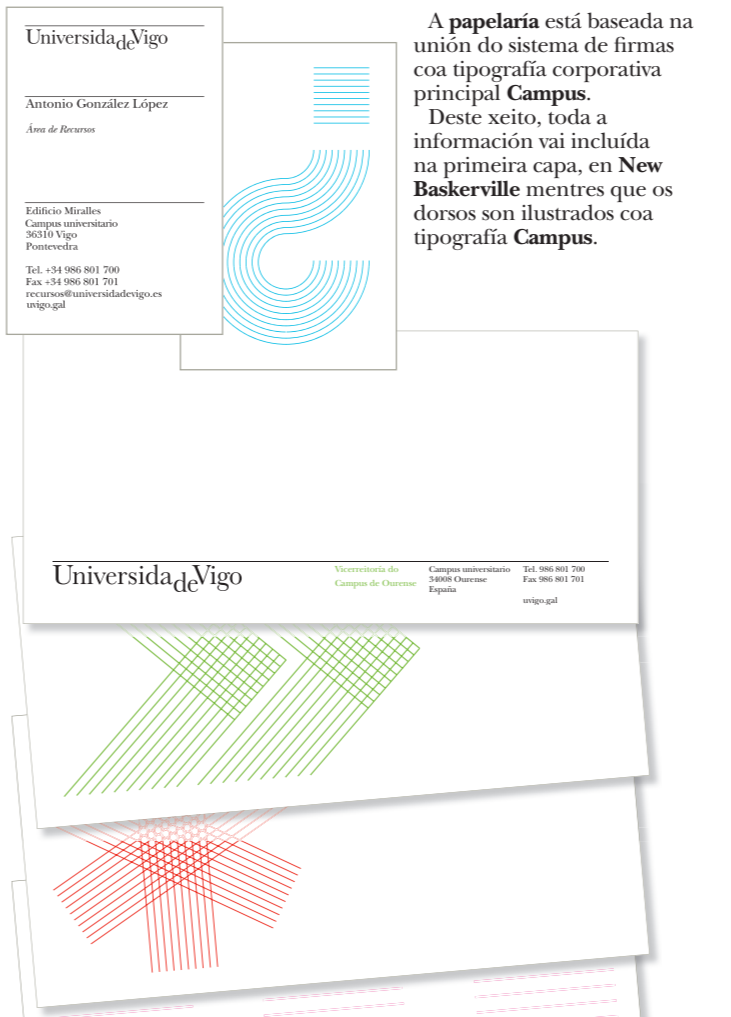 UniversidadeVigo
Antonio González López
Área de Recursos
Edificio Miralles
Campus universitario
36310 Vigo
Pontevedra
Tel. +34 986 801 700
Fax +34 986 801 701
recursos@universidadevigo.es
uvigo.gal
A papelaría está baseada na
unión do sistema de firmas
coa tipografía corporativa
principal Campus.
Deste xeito, toda a
información vai incluída
na primeira capa, en New
Baskerville mentres que os
dorsos son ilustrados coa
tipografía Campus.
UniversidadeVigo
Vicerreitoría do
Campus de Ourense
Campus universitario
34008 Ourense
España
Tel. 986 801 700
Fax 986 801 701
uvigo.gal